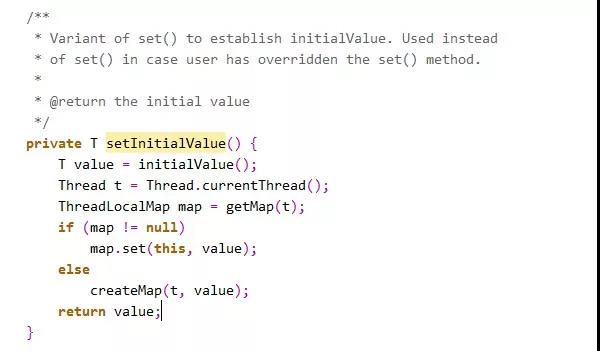 /**
 * Variant of set() to establish initialValue. Used instead
 * of set() in case user has overridden the set() method.
 *
 * @return the initial value
 */
private T setInitialValue() {
    T value = initialValue();
    Thread t = Thread.currentThread();
    ThreadLocalMap map = getMap(t);
    if (map != null)
        map.set(this, value);
    else
        createMap(t, value);
    return value;
}